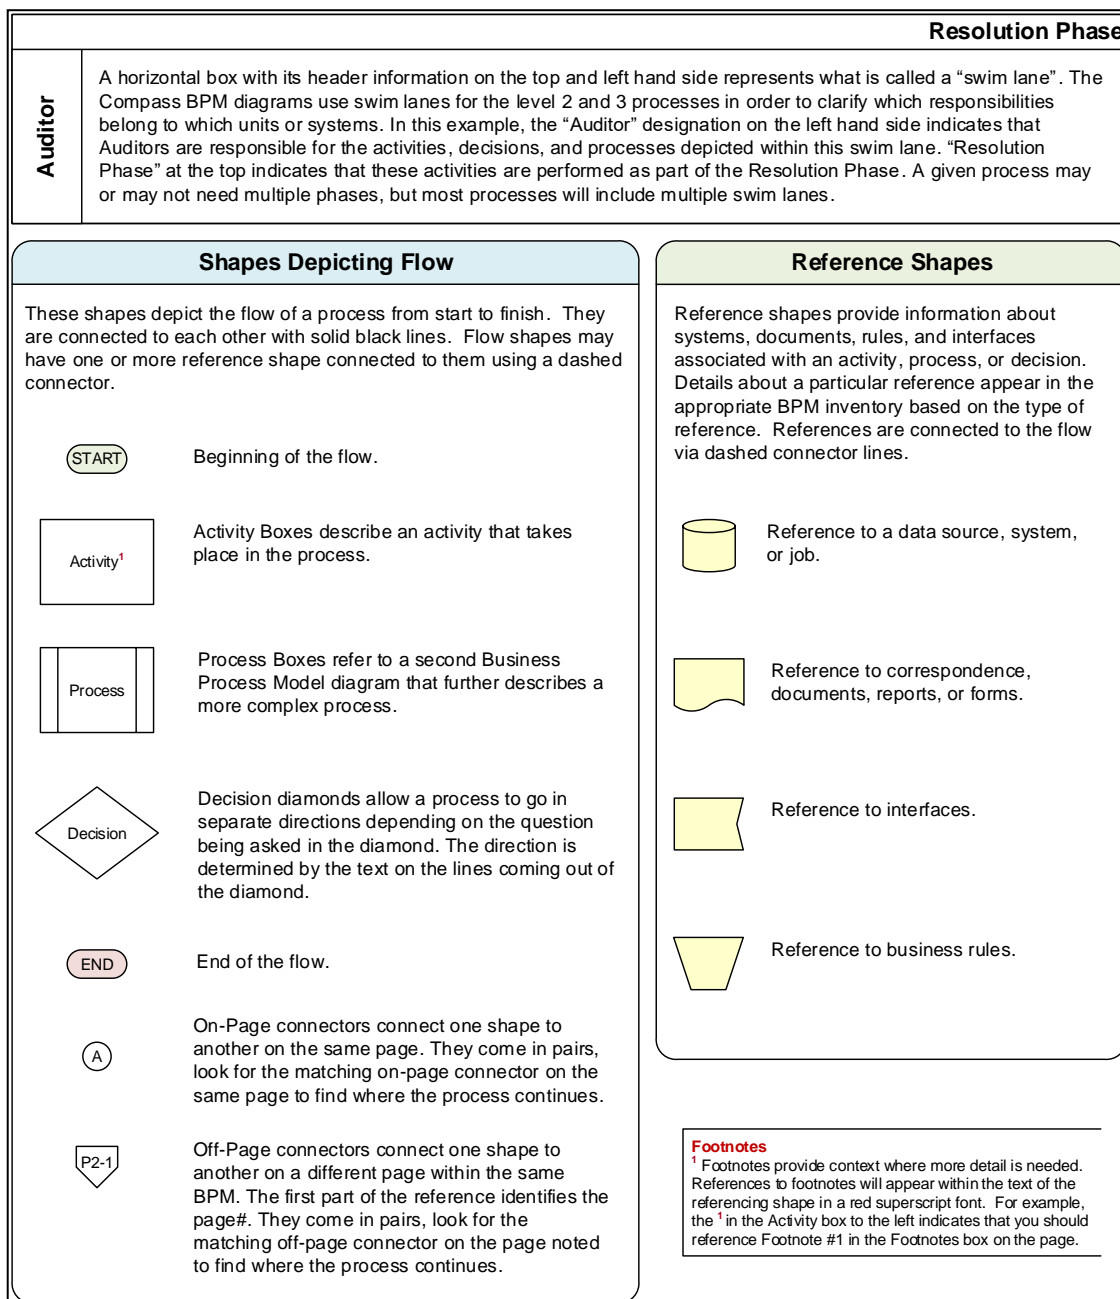 Resolution Phase
Auditor
A horizontal box with its header information on the top and left hand side represents what is called a “swim lane”. The
Compass BPM diagrams use swim lanes for the level 2 and 3 processes in order to clarify which responsibilities
belong to which units or systems. In this example, the “Auditor” designation on the left hand side indicates that
Auditors are responsible for the activities, decisions, and processes depicted within this swim lane. “Resolution
Phase” at the top indicates that these activities are performed as part of the Resolution Phase. A given process may
or may not need multiple phases, but most processes will include multiple swim lanes.
Shapes Depicting Flow
These shapes depict the flow of a process from start to finish. They
are connected to each other with solid black lines. Flow shapes may
have one or more reference shape connected to them using a dashed
connector.
START
Beginning of the flow.
Activity¹
Activity Boxes describe an activity that takes
place in the process.
Process
Process Boxes refer to a second Business
Process Model diagram that further describes a
more complex process.
Decision
Decision diamonds allow a process to go in
separate directions depending on the question
being asked in the diamond. The direction is
determined by the text on the lines coming out of
the diamond.
END
End of the flow.
A
On-Page connectors connect one shape to
another on the same page. They come in pairs,
look for the matching on-page connector on the
same page to find where the process continues.
P2-1
Off-Page connectors connect one shape to
another on a different page within the same
BPM. The first part of the reference identifies the
page#. They come in pairs, look for the
matching off-page connector on the page noted
to find where the process continues.
Reference Shapes
Reference shapes provide information about
systems, documents, rules, and interfaces
associated with an activity, process, or decision.
Details about a particular reference appear in the
appropriate BPM inventory based on the type of
reference. References are connected to the flow
via dashed connector lines.
Reference to a data source, system,
or job.
Reference to correspondence,
documents, reports, or forms.
Reference to interfaces.
Reference to business rules.
Footnotes
¹ Footnotes provide context where more detail is needed.
References to footnotes will appear within the text of the
referencing shape in a red superscript font. For example,
the ¹ in the Activity box to the left indicates that you should
reference Footnote #1 in the Footnotes box on the page.